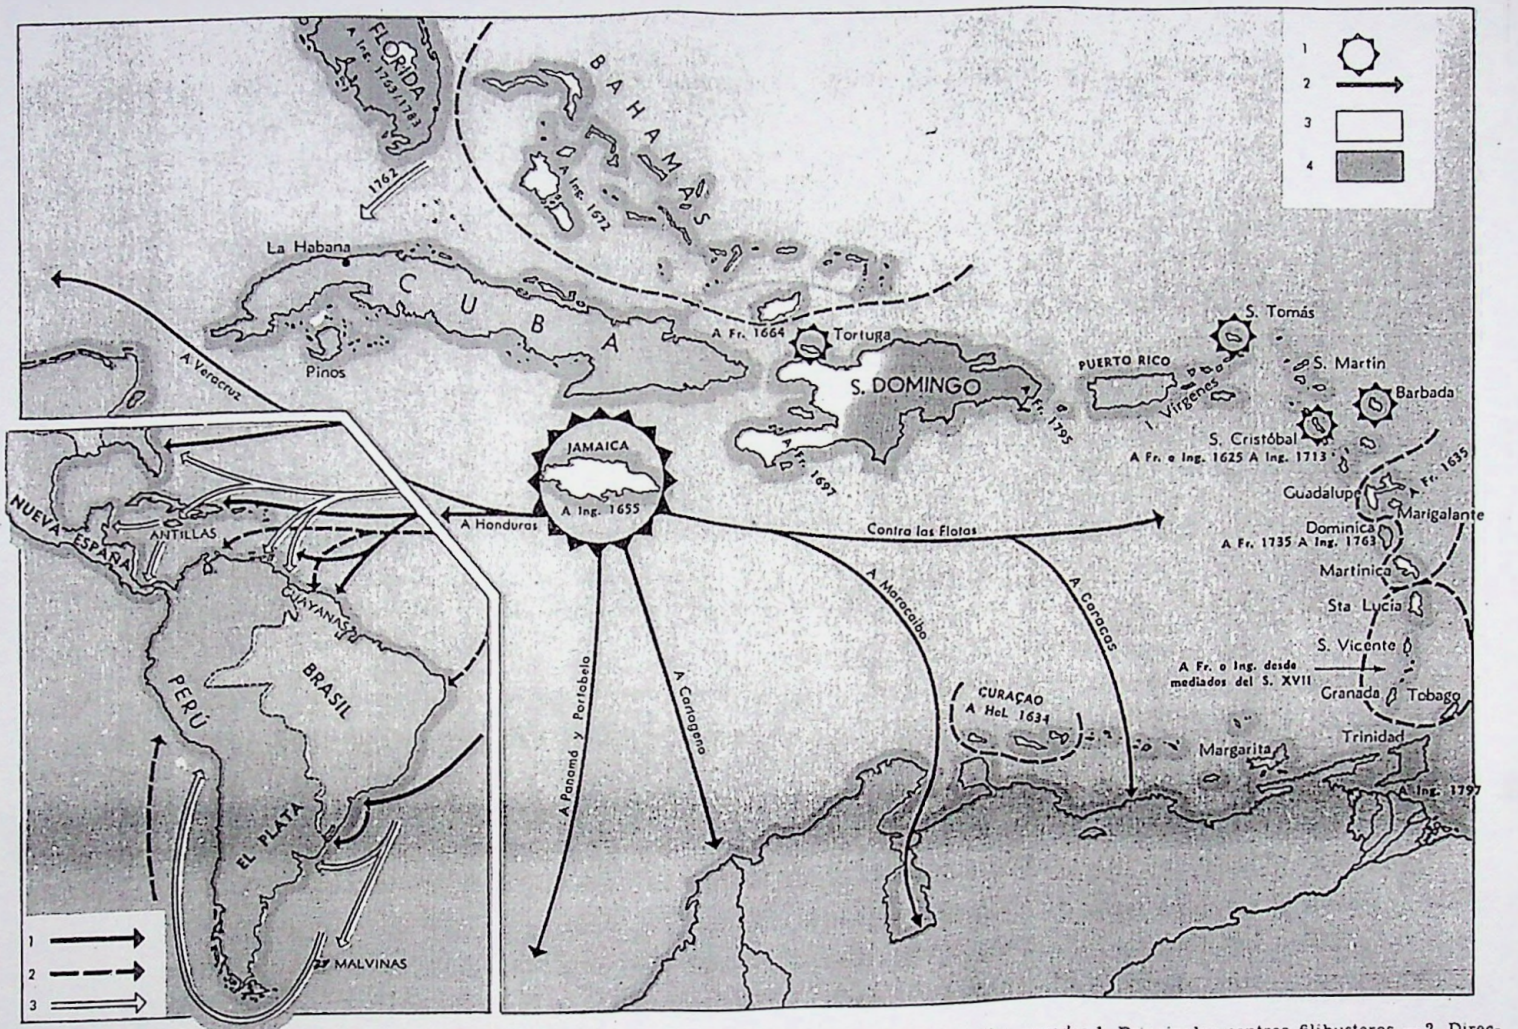 FLORIDA
A Ing. 1763/1783
BAHAMAS
A Ing. 1672
1
2
3
4
1762
La Habana
CUBA
Pinos
A Veracruz
A Fr. 1664
Tortuga
S. DOMINGO
A Fr. 1795
A Fr. 1697
PUERTO RICO
I Vírgenes
S. Tomás
S. Martín
Barbada
S. Cristóbal
A Fr. e Ing. 1625 A Ing. 1713
JAMAICA
A Ing. 1655
A Honduras
Contra las Flotas
A Maracaibo
A Caracas
A Panamá y Portobelo
A Cartagena
Guadalupe
A Fr. 1635
Marigalante
Dominica
A Fr. 1735 A Ing. 1763
Martinica
Sta Lucía
S. Vicente
A Fr. o Ing. desde
mediados del S. XVII
Granada
Tobago
CURAÇAO
A Hol. 1634
Margarita
Trinidad
A Ing. 1797
NUEVA ESPAÑA
ANTILLAS
GUAYANAS
BRASIL
PERÚ
EL PLATA
MALVINAS
1
2
3